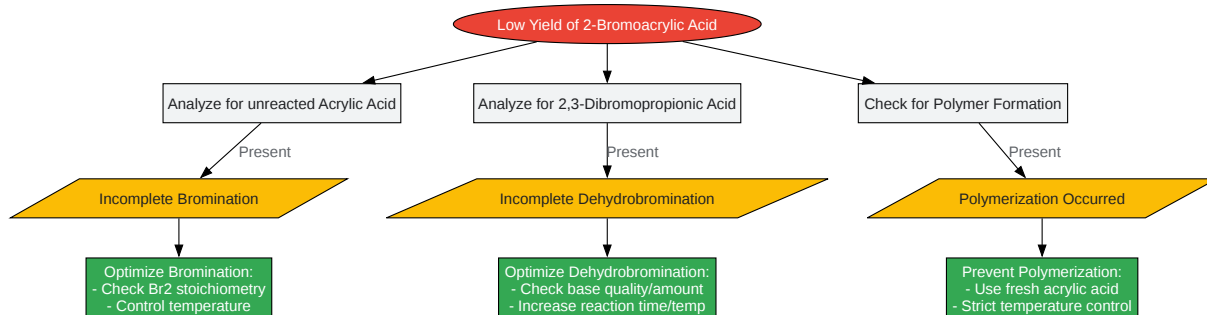 Low Yield of 2-Bromoacrylic Acid
Analyze for unreacted Acrylic Acid
Analyze for 2,3-Dibromopropionic Acid
Check for Polymer Formation
Present
Present
Present
Incomplete Bromination
Incomplete Dehydrobromination
Polymerization Occurred
Optimize Bromination:
- Check Br2 stoichiometry
- Control temperature
Optimize Dehydrobromination:
- Check base quality/amount
- Increase reaction time/temp
Prevent Polymerization:
- Use fresh acrylic acid
- Strict temperature control